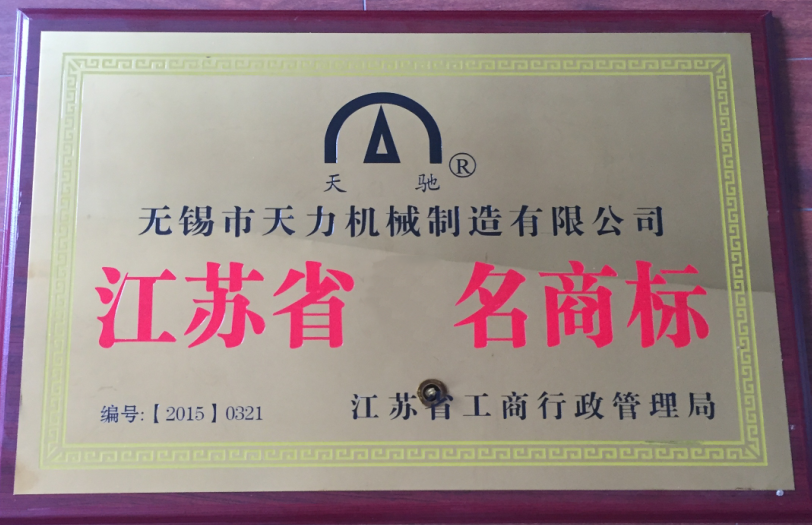 天驰®
无锡市天力机械制造有限公司
江苏省 名商标
编号:【2015】0321
江苏省工商行政管理局